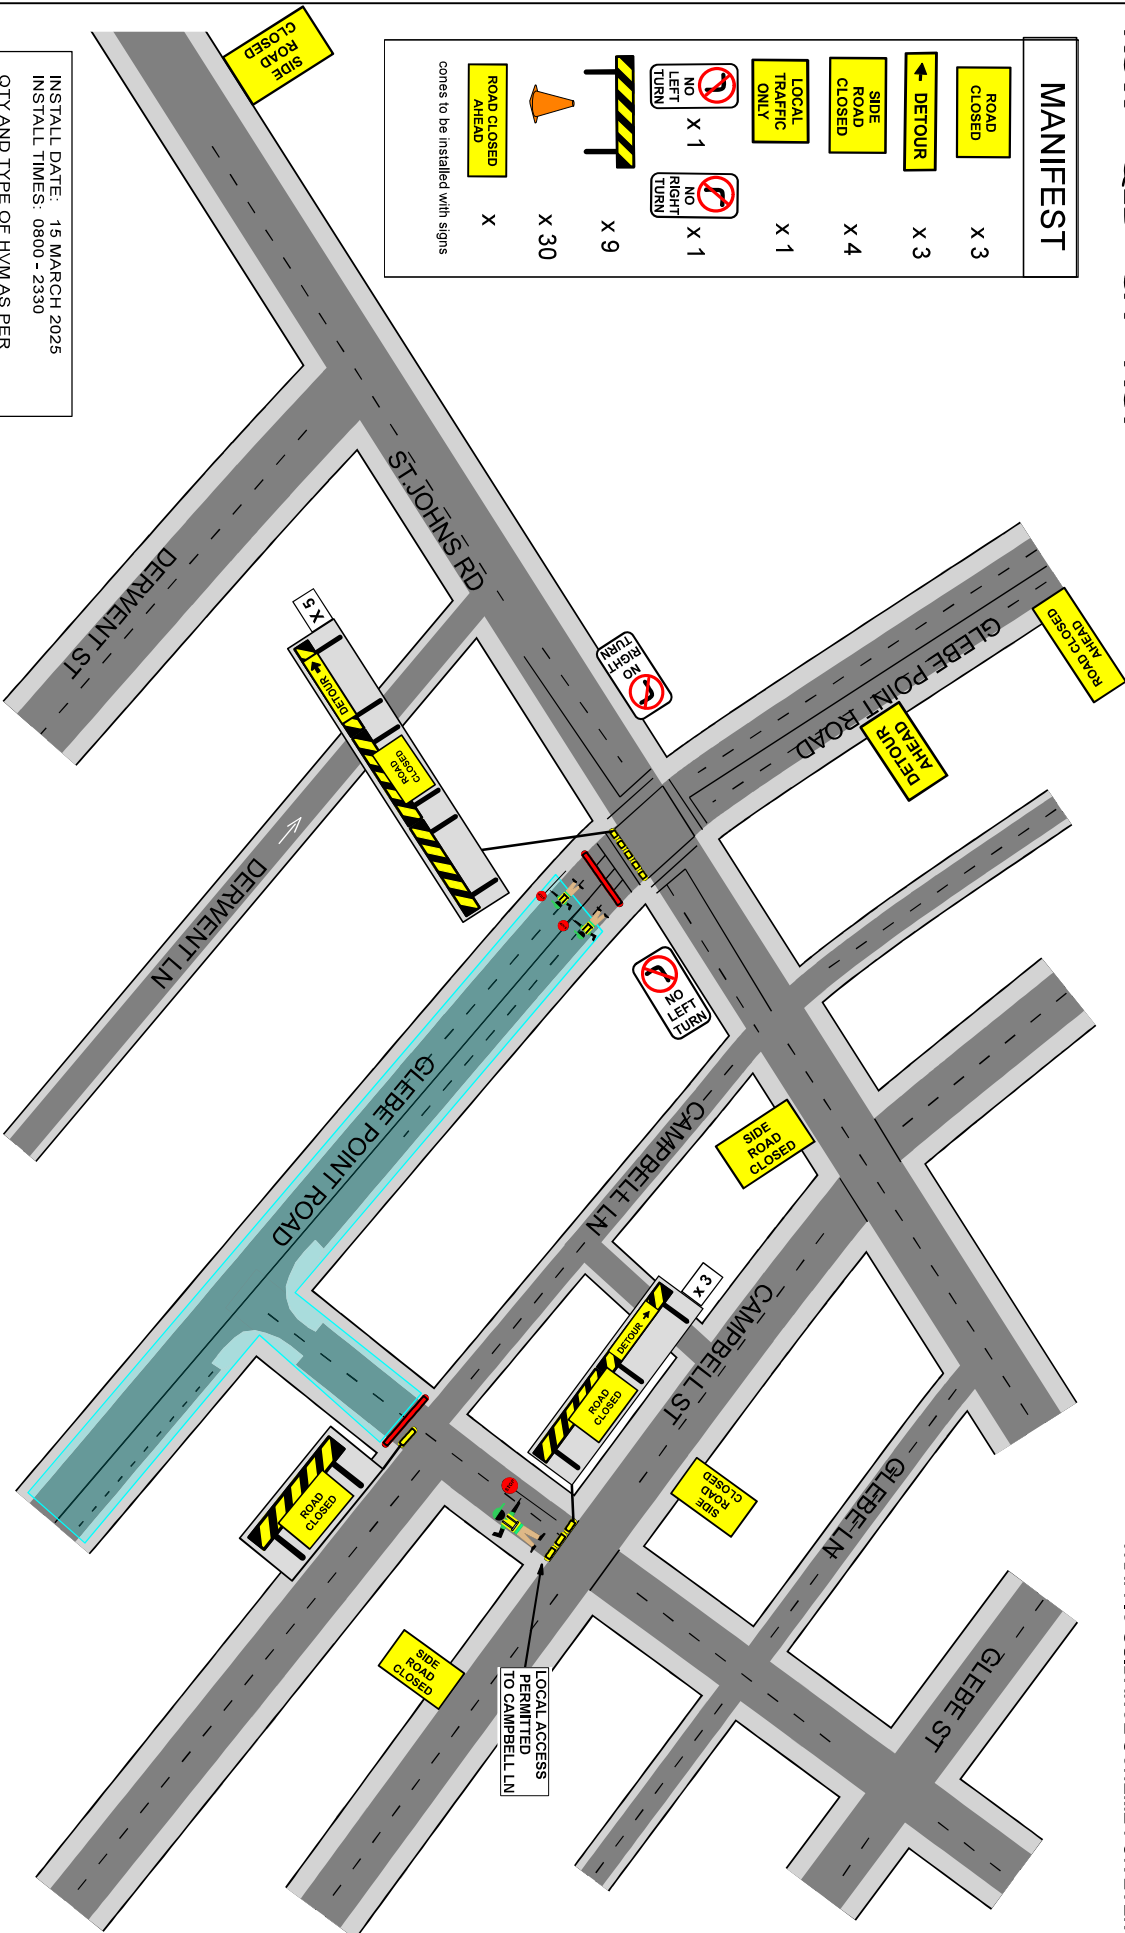 MANIFEST
ROAD
CLOSED
x 3
DETOUR
x 3
SIDE
ROAD
CLOSED
x 4
LOCAL
TRAFFIC
ONLY
x 1
NO
LEFT
TURN
x 1
NO
RIGHT
TURN
x 1
x 9
x 30
ROAD CLOSED
AHEAD
x
cones to be installed with signs
INSTALL DATE: 15 MARCH 2025
INSTALL TIMES: 0800 - 2330
QTY AND TYPE OF HVM AS PER
SIDE
ROAD
CLOSED
ST.JOHNS RD
DERWENT ST
DERWENT LN
X 5
DETOUR
ROAD
CLOSED
NO
RIGHT
TURN
GLEBE POINT ROAD
ROAD CLOSED
AHEAD
DETOUR
AHEAD
NO
LEFT
TURN
GLEBE POINT ROAD
CAMPBELL LN
SIDE
ROAD
CLOSED
CAMPBELL ST
x 3
DETOUR
ROAD
CLOSED
ROAD
CLOSED
SIDE
ROAD
CLOSED
SIDE
ROAD
CLOSED
GLEBE LN
GLEBE ST
LOCAL ACCESS
PERMITTED
TO CAMPBELL LN